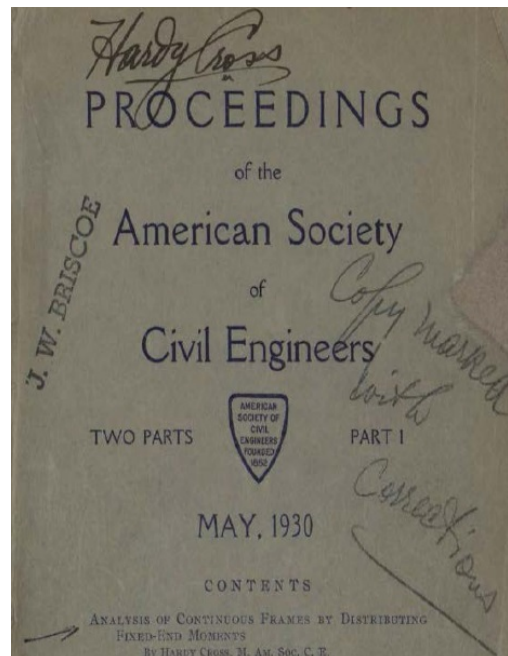 Hardy Cross
PROCEEDINGS
of the
American Society
of
Civil Engineers
J. W. BRISCOE
Copy marked
with
Corrections
TWO PARTS
AMERICAN
SOCIETY OF
CIVIL
ENGINEERS
FOUNDED
1852
PART 1
MAY, 1930
CONTENTS
ANALYSIS OF CONTINUOUS FRAMES BY DISTRIBUTING
FIXED-END MOMENTS
BY HARDY CROSS, M. AM. SOC. C. E.